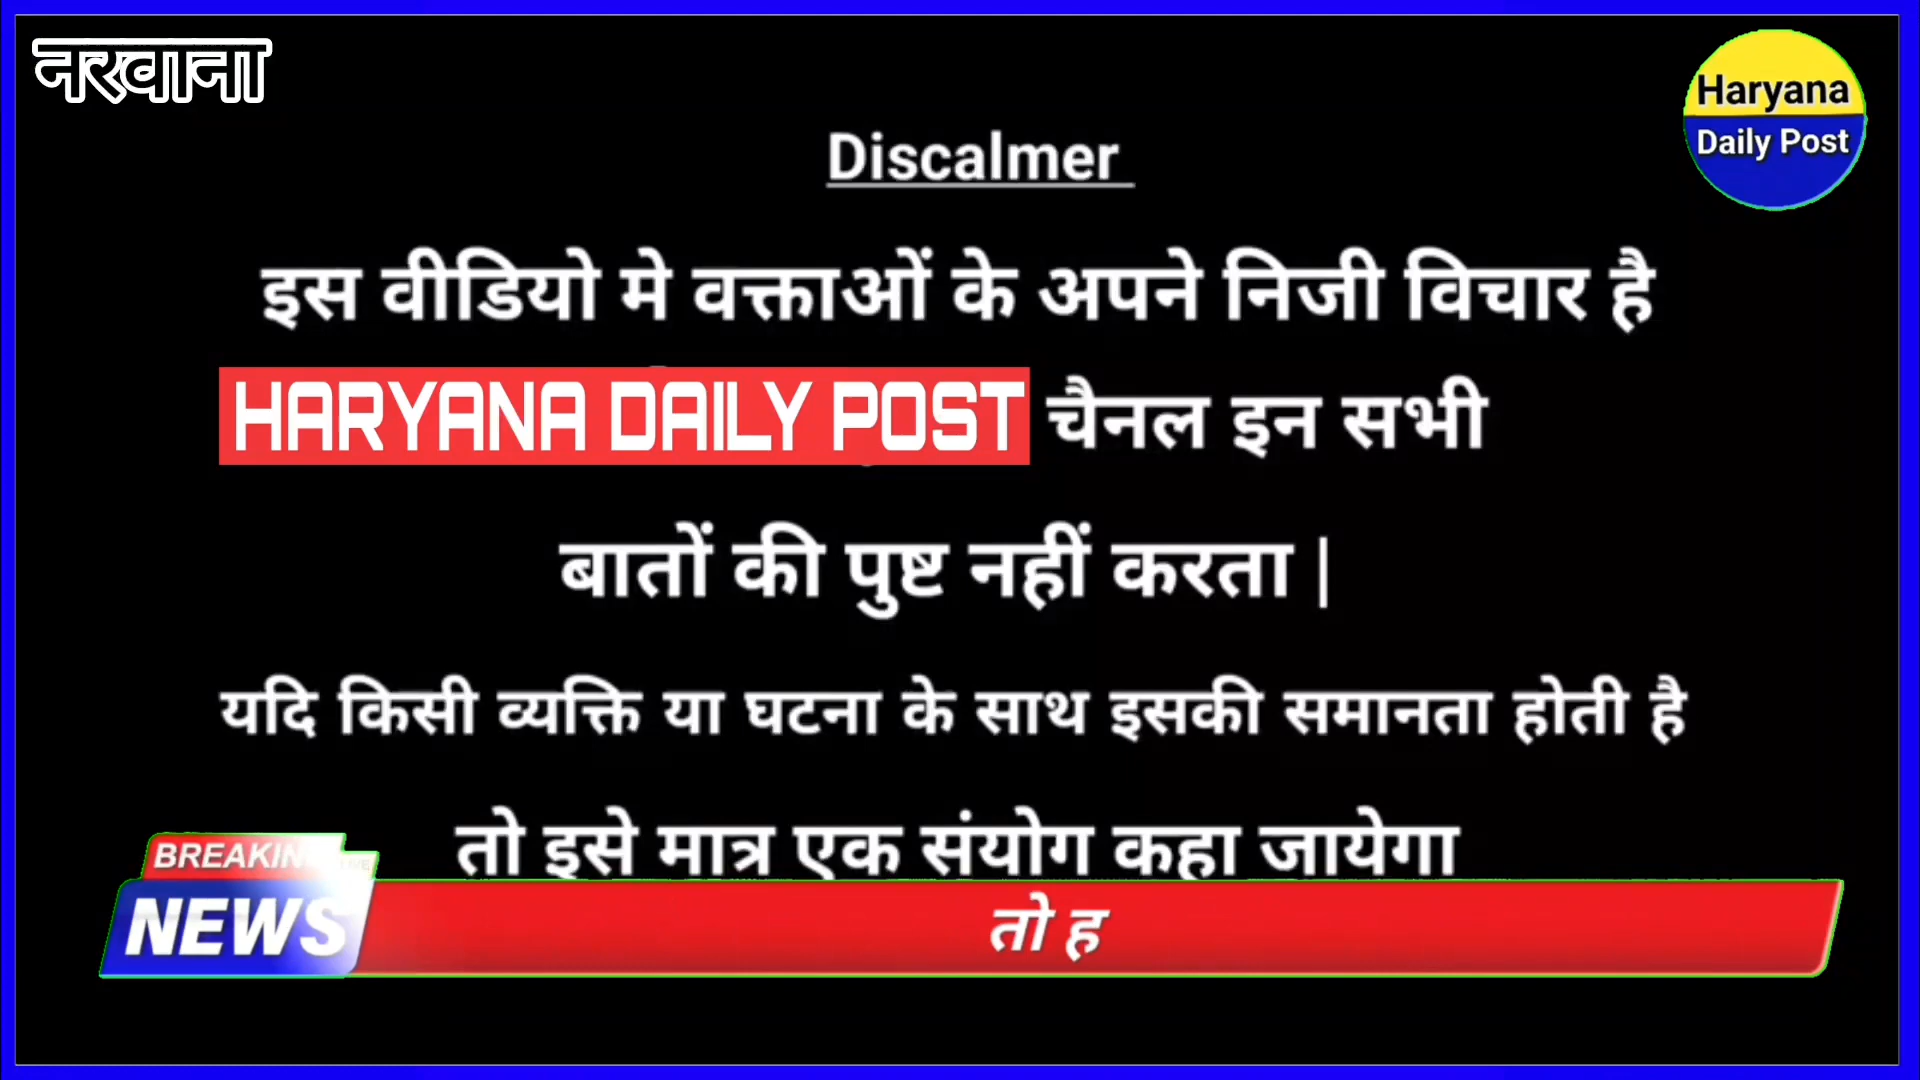 नरवाना
Haryana
Daily Post
Discalmer
इस वीडियो मे वक्ताओं के अपने निजी विचार है
HARYANA DAILY POST चैनल इन सभी
बातों की पुष्ट नहीं करता |
यदि किसी व्यक्ति या घटना के साथ इसकी समानता होती है
तो इसे मात्र एक संयोग कहा जायेगा
BREAKIN
NEWS
तो ह